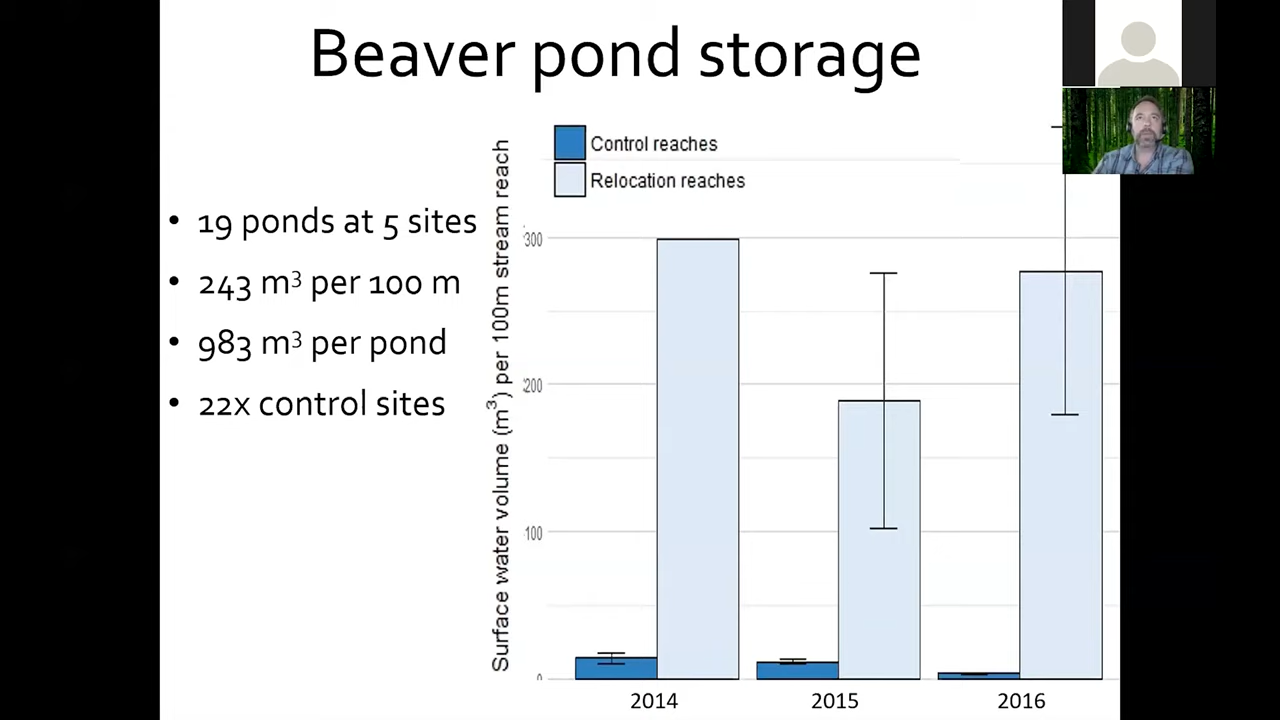 Beaver pond storage
• 19 ponds at 5 sites
• 243 m³ per 100 m
• 983 m³ per pond
• 22x control sites
Surface water volume (m³) per 100m stream reach
Control reaches
Relocation reaches
300
200
100
0
2014
2015
2016